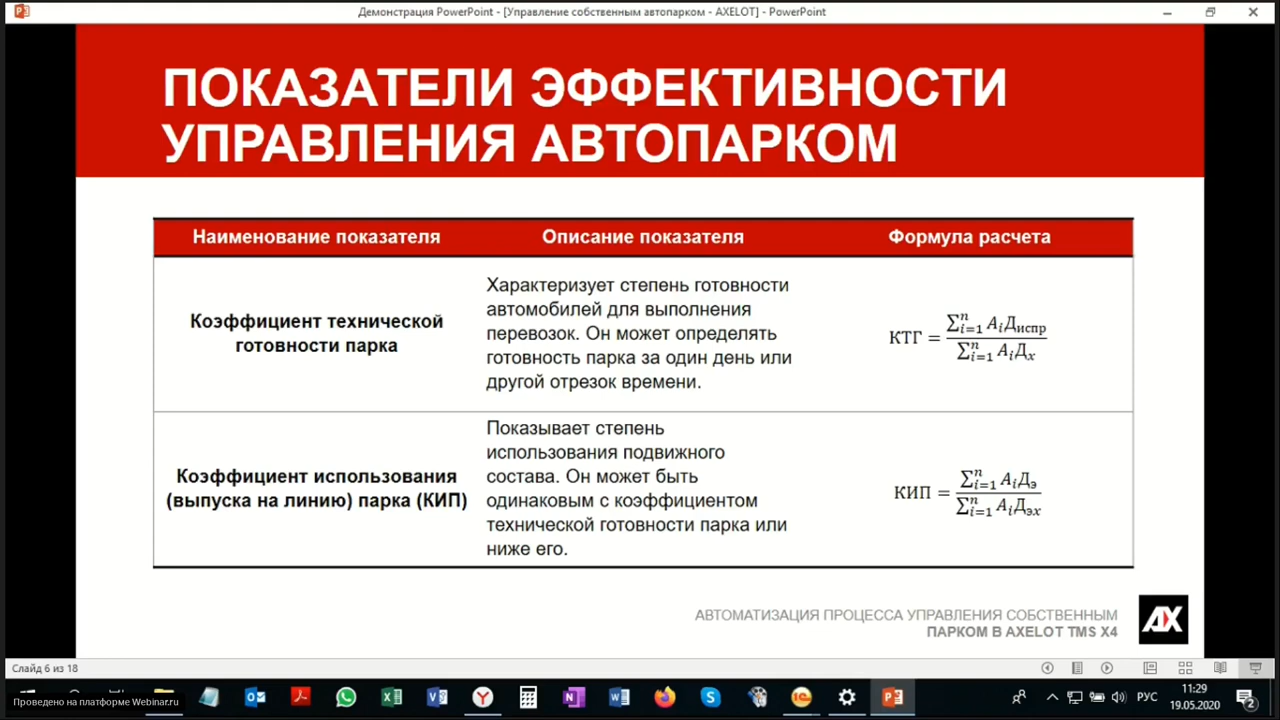 Демонстрация PowerPoint - [Управление собственным автопарком - AXELOT] - PowerPoint
ПОКАЗАТЕЛИ ЭФФЕКТИВНОСТИ
УПРАВЛЕНИЯ АВТОПАРКОМ
Наименование показателя
Описание показателя
Формула расчета
Коэффициент технической
готовности парка
Характеризует степень готовности
автомобилей для выполнения
перевозок. Он может определять
готовность парка за один день или
другой отрезок времени.
КТГ = ∑ⁿᵢ₌₁ AᵢДиспр / ∑ⁿᵢ₌₁ AᵢДₓ
Коэффициент использования
(выпуска на линию) парка (КИП)
Показывает степень
использования подвижного
состава. Он может быть
одинаковым с коэффициентом
технической готовности парка или
ниже его.
КИП = ∑ⁿᵢ₌₁ AᵢДэ / ∑ⁿᵢ₌₁ AᵢДэx
АВТОМАТИЗАЦИЯ ПРОЦЕССА УПРАВЛЕНИЯ СОБСТВЕННЫМ
ПАРКОМ В AXELOT TMS X4
AX
Слайд 6 из 18
Проведено на платформе Webinar.ru
РУС
11:29
19.05.2020
2